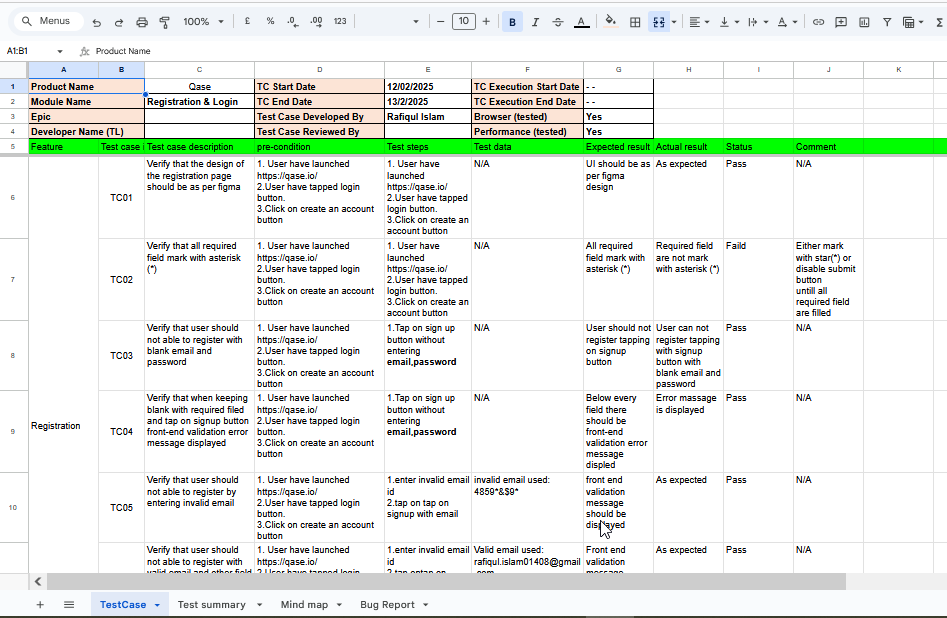 Menus 100% £ % .0 .00 123 10 B I S A A Σ
A1:B1 fx Product Name
A B C D E F G H I J K
1 Product Name Qase TC Start Date 12/02/2025 TC Execution Start Date - -
2 Module Name Registration & Login TC End Date 13/2/2025 TC Execution End Date - -
3 Epic Test Case Developed By Rafiqul Islam Browser (tested) Yes
4 Developer Name (TL) Test Case Reviewed By Performance (tested) Yes
5 Feature Test case i Test case description pre-condition Test steps Test data Expected result Actual result Status Comment
Registration
6
TC01
Verify that the design of
the registration page
should be as per figma
1. User have launched
https://qase.io/
2.User have tapped login
button.
3.Click on create an account
button
1. User have
launched
https://qase.io/
2.User have tapped
login button.
3.Click on create an
account button
N/A
UI should be as
per figma
design
As expected
Pass
N/A
7
TC02
Verify that all required
field mark with asterisk
(*)
1. User have launched
https://qase.io/
2.User have tapped login
button.
3.Click on create an account
button
1. User have
launched
https://qase.io/
2.User have tapped
login button.
3.Click on create an
account button
N/A
All required
field mark with
asterisk (*)
Required field
are not mark
with asterisk (*)
Faild
Either mark
with star(*) or
disable submit
button
untill all
required field
are filled
8
TC03
Verify that user should
not able to register with
blank email and
password
1. User have launched
https://qase.io/
2.User have tapped login
button.
3.Click on create an account
button
1.Tap on sign up
button without
entering
email,password
N/A
User should not
register tapping
on signup
button
User can not
register tapping
with signup
button with
blank email and
password
Pass
N/A
9
TC04
Verify that when keeping
blank with required filed
and tap on signup button
front-end validation error
message displayed
1. User have launched
https://qase.io/
2.User have tapped login
button.
3.Click on create an account
button
1.Tap on sign up
button without
entering
email,password
N/A
Below every
field there
should be
front-end
validation error
message
displed
Error massage
is displayed
Pass
N/A
10
TC05
Verify that user should
not able to register by
entering invalid email
1. User have launched
https://qase.io/
2.User have tapped login
button.
3.Click on create an account
button
1.enter invalid email
id
2.tap on tap on
signup with email
invalid email used:
4859*&$9*
front end
validation
message
should be
displayed
As expected
Pass
N/A
Verify that user should
not able to register with
valid email and other field
1. User have launched
https://qase.io/
2.User have tapped login
1.enter invalid email
id
2.tap ontap on
Valid email used:
rafiqul.islam01408@gmail
.com
Front end
validation
message
As expected
Pass
N/A
+ TestCase Test summary Mind map Bug Report